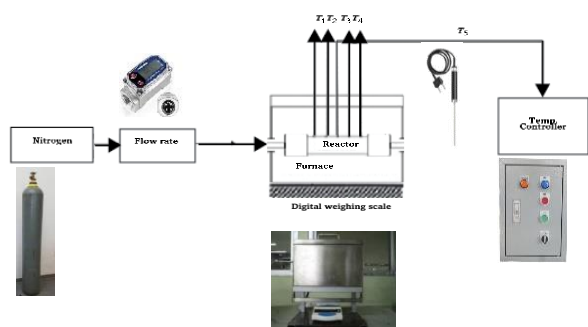 T1 T2 T3 T4
T5
Nitrogen
Flow rate
Reactor
Furnace
Temp.
Controller
Digital weighing scale